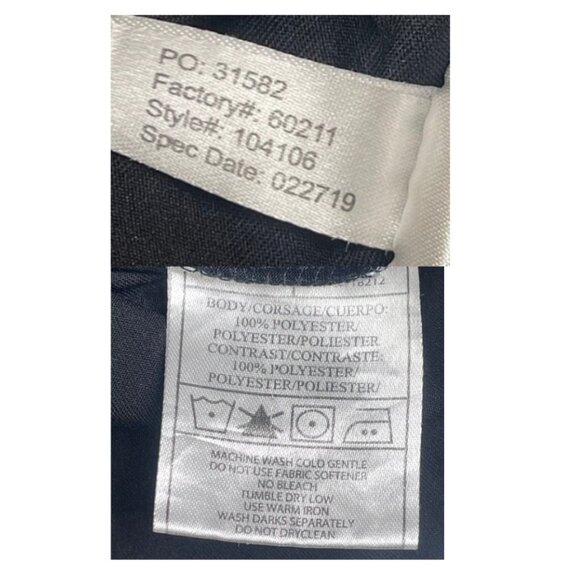 PO: 31582
Factory#: 60211
Style#: 104106
Spec Date: 022719
BODY/CORSAGE/CUERPO:
100% POLYESTER/
POLYESTER/POLIESTER
CONTRAST/CONTRASTE:
100% POLYESTER/
POLYESTER/POLIESTER/
MACHINE WASH COLD GENTLE
DO NOT USE FABRIC SOFTENER
NO BLEACH
TUMBLE DRY LOW
USE WARM IRON
WASH DARKS SEPARATELY
DO NOT DRYCLEAN